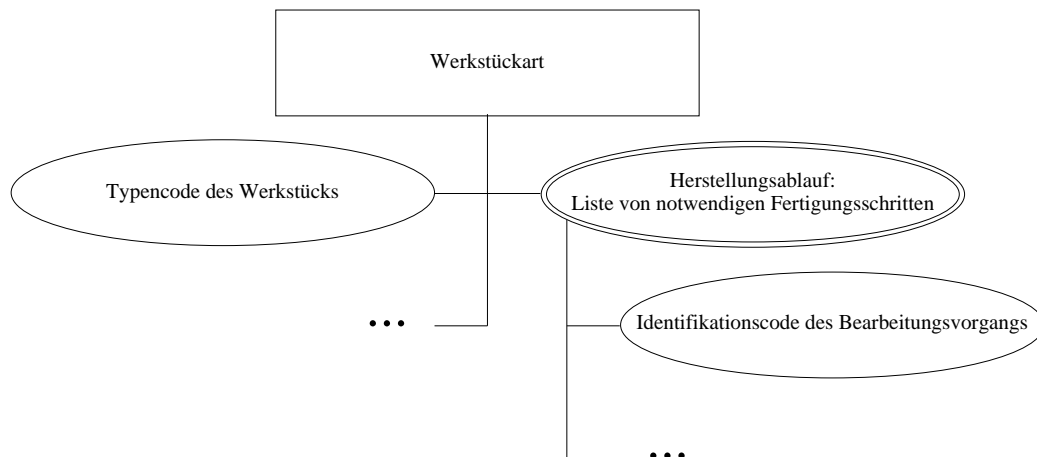 Werkstückart
Typencode des Werkstücks
Herstellungsablauf:
Liste von notwendigen Fertigungsschritten
Identifikationscode des Bearbeitungsvorgangs
•••
•••